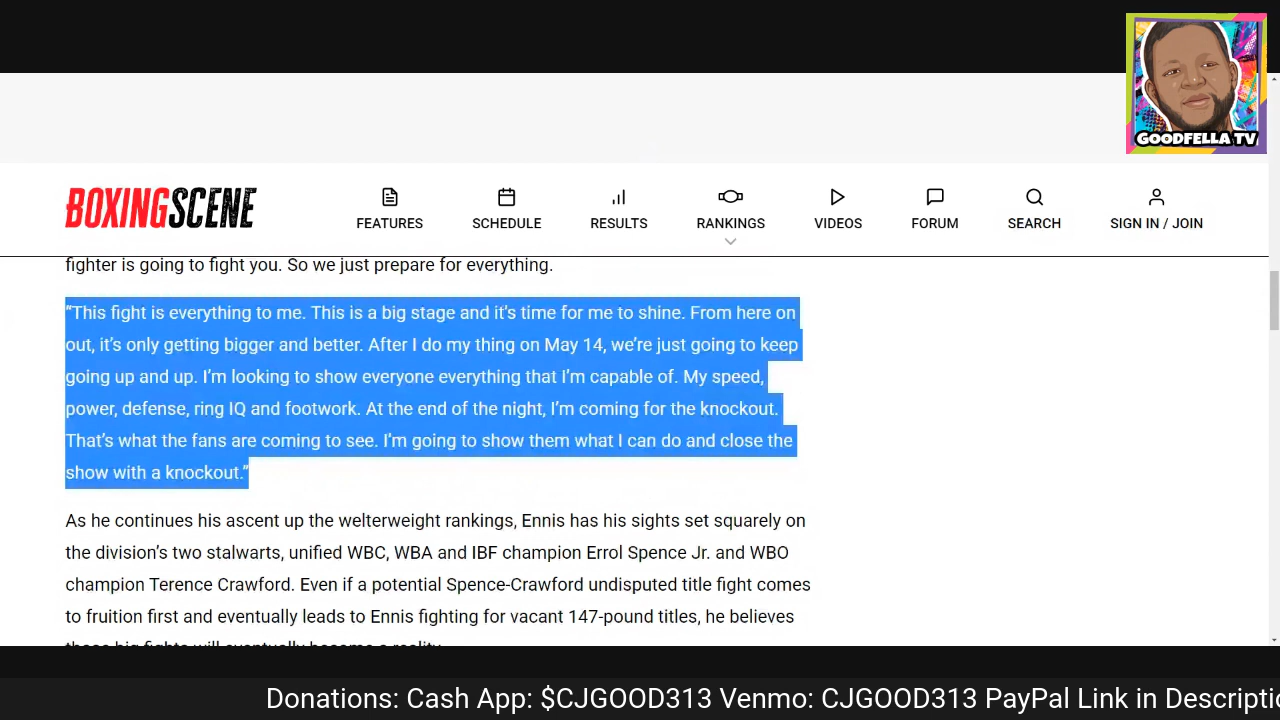 GOODFELLA TV
BOXINGSCENE
FEATURES
SCHEDULE
RESULTS
RANKINGS
VIDEOS
FORUM
SEARCH
SIGN IN / JOIN
fighter is going to fight you. So we just prepare for everything.
“This fight is everything to me. This is a big stage and it’s time for me to shine. From here on
out, it’s only getting bigger and better. After I do my thing on May 14, we’re just going to keep
going up and up. I’m looking to show everyone everything that I’m capable of. My speed,
power, defense, ring IQ and footwork. At the end of the night, I’m coming for the knockout.
That’s what the fans are coming to see. I’m going to show them what I can do and close the
show with a knockout.”
As he continues his ascent up the welterweight rankings, Ennis has his sights set squarely on
the division’s two stalwarts, unified WBC, WBA and IBF champion Errol Spence Jr. and WBO
champion Terence Crawford. Even if a potential Spence-Crawford undisputed title fight comes
to fruition first and eventually leads to Ennis fighting for vacant 147-pound titles, he believes
those big fights will eventually become a reality.
Donations: Cash App: $CJGOOD313 Venmo: CJGOOD313 PayPal Link in Descriptio